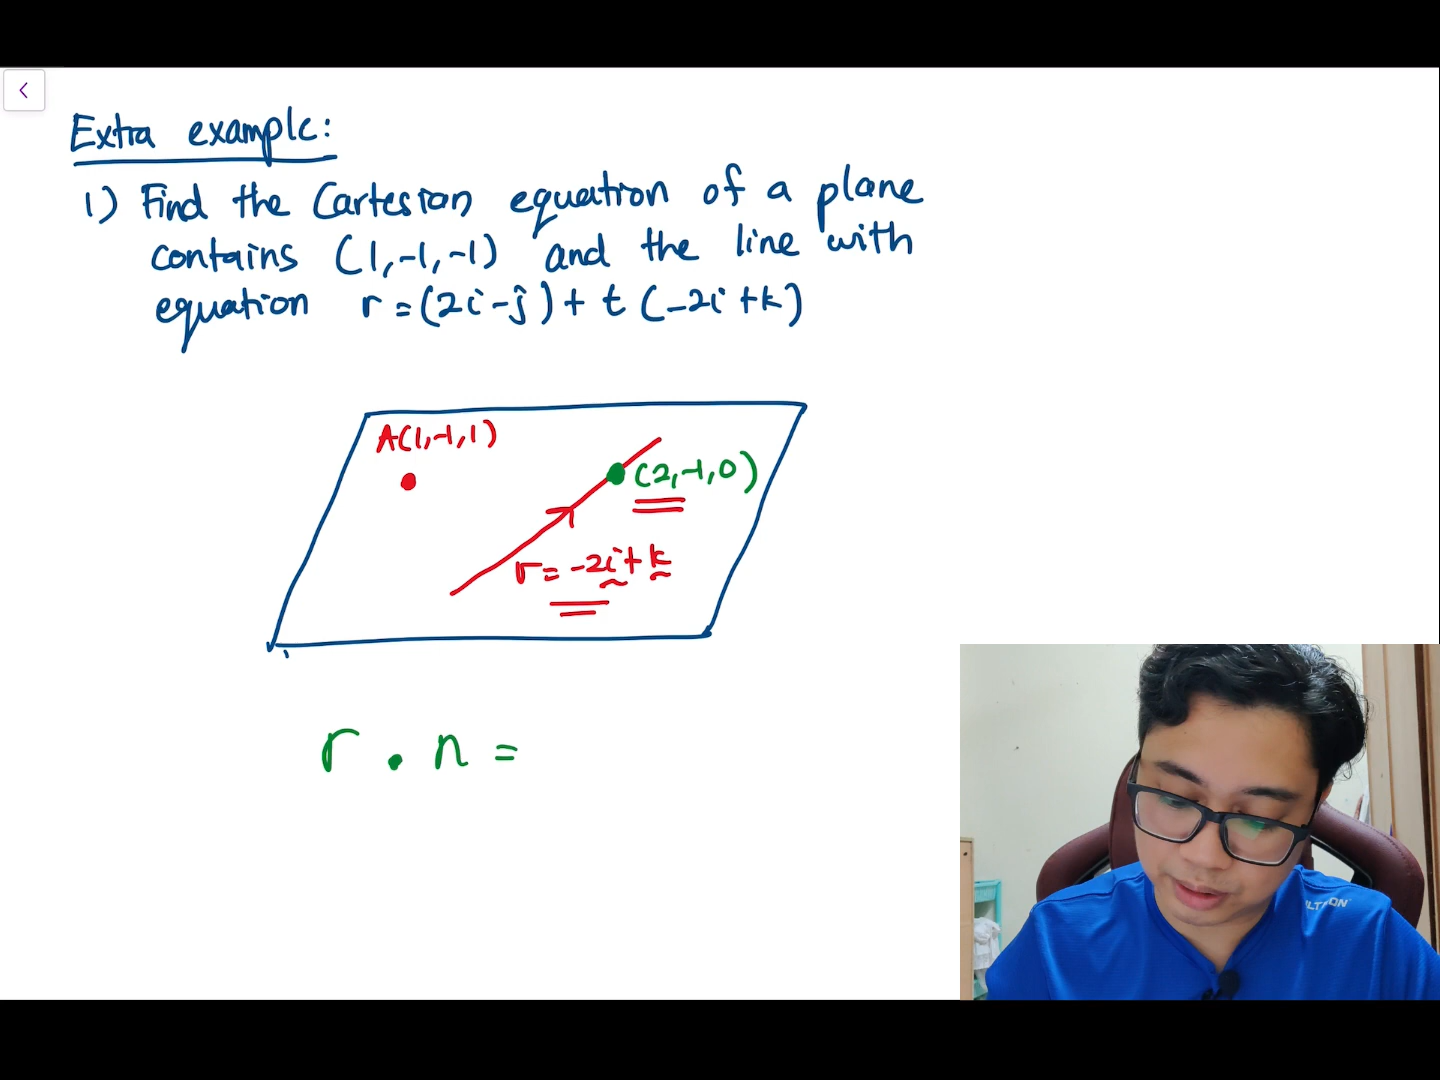 Extra example:
1) Find the Cartesian equation of a plane
contains (1,-1,-1) and the line with
equation r = (2i - j) + t (-2i + k)
A(1,-1,1)
(2,-1,0)
r = -2i + k
r . n =